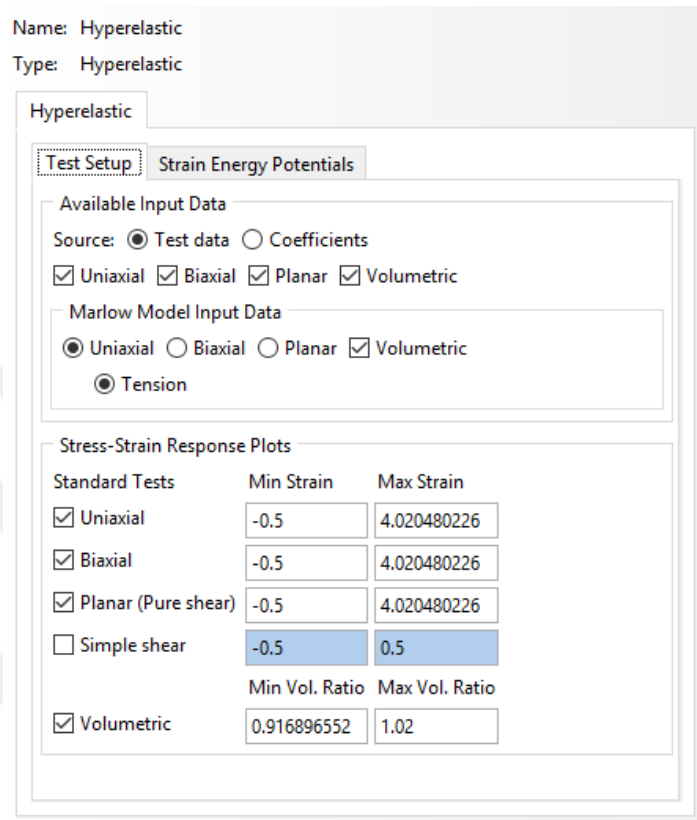 Name: Hyperelastic
Type: Hyperelastic
Hyperelastic
Test Setup Strain Energy Potentials
Available Input Data
Source: Test data Coefficients
Uniaxial Biaxial Planar Volumetric
Marlow Model Input Data
Uniaxial Biaxial Planar Volumetric
Tension
Stress-Strain Response Plots
Standard Tests Min Strain Max Strain
Uniaxial -0.5 4.020480226
Biaxial -0.5 4.020480226
Planar (Pure shear) -0.5 4.020480226
Simple shear -0.5 0.5
Min Vol. Ratio Max Vol. Ratio
Volumetric 0.916896552 1.02